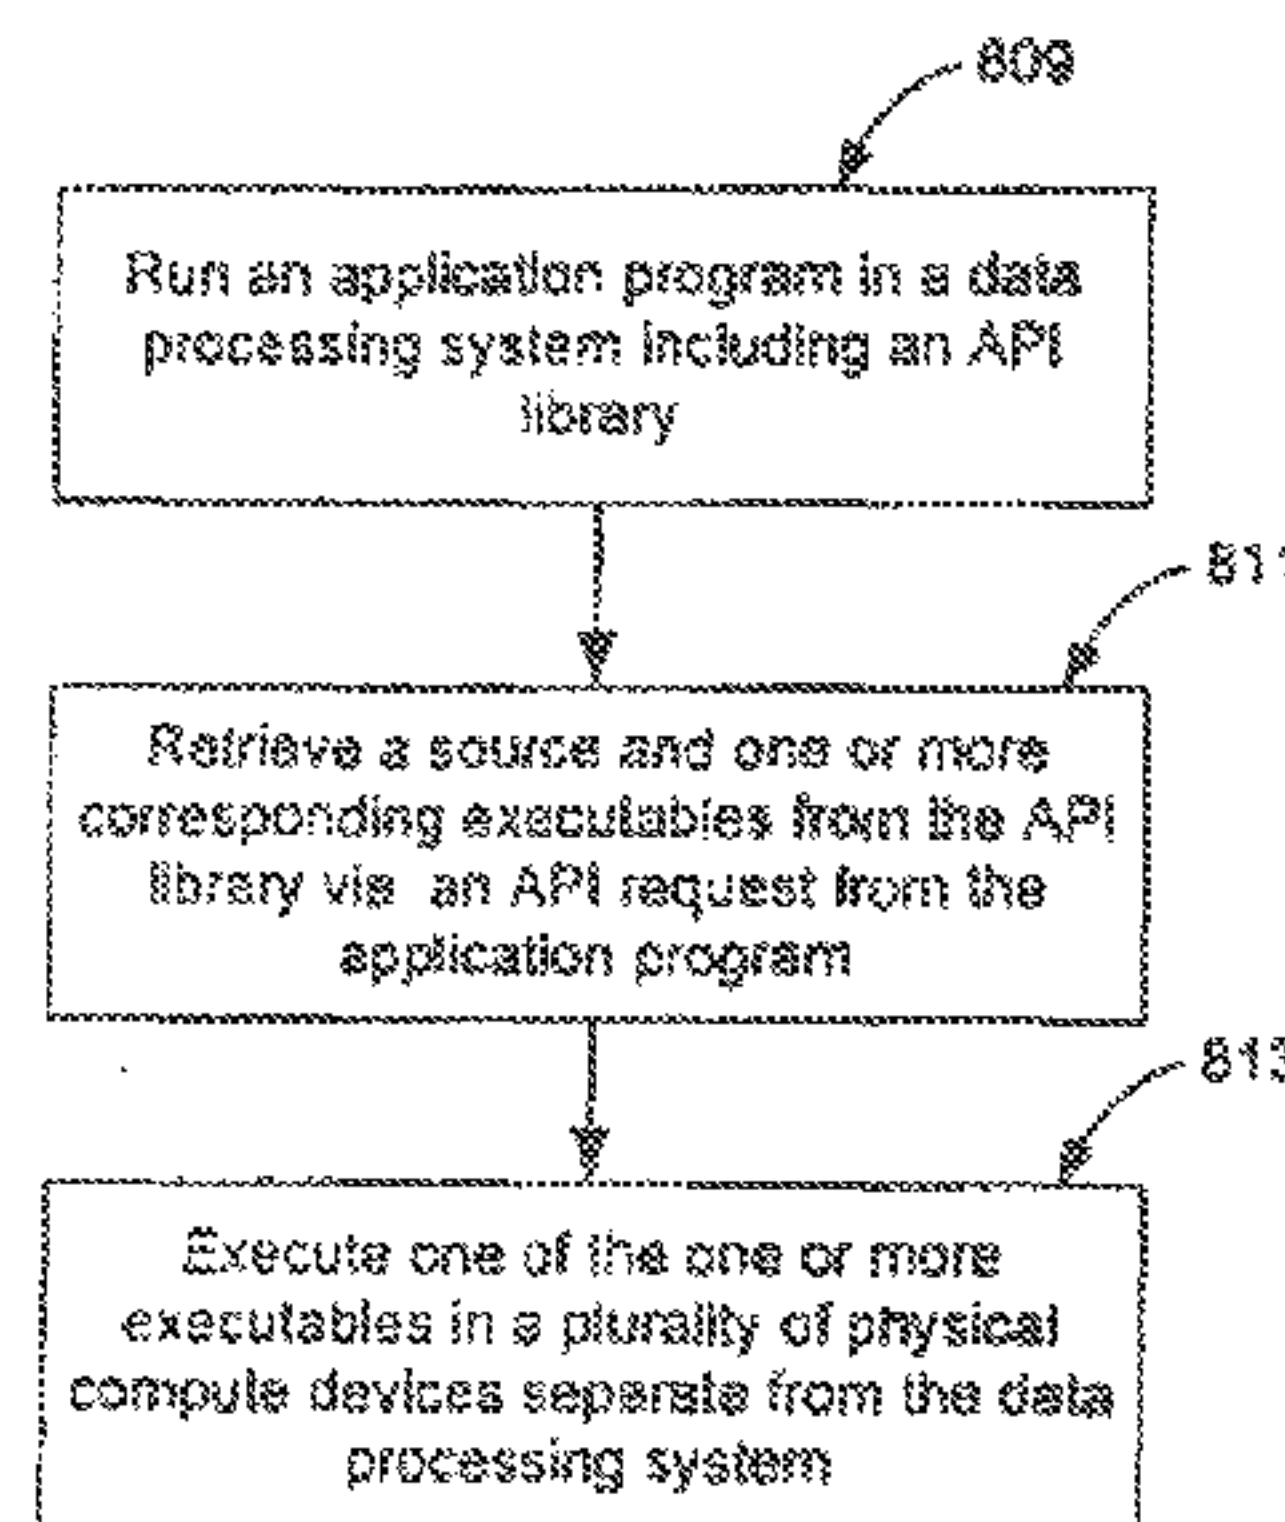 809
Run an application program in a data
processing system including an API
library
811
Retrieve a source and one or more
corresponding executables from the API
library via an API request from the
application program
813
Execute one of the one or more
executables in a plurality of physical
compute devices separate from the data
processing system